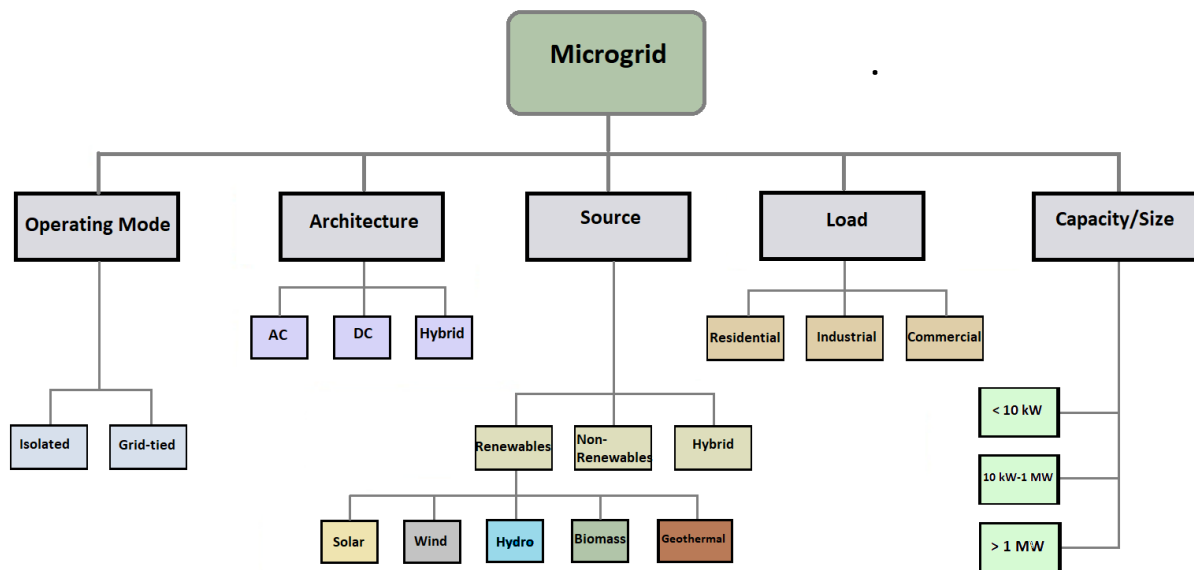 Microgrid
Operating Mode
Architecture
Source
Load
Capacity/Size
AC
DC
Hybrid
Residential
Industrial
Commercial
Isolated
Grid-tied
Renewables
Non-
Renewables
Hybrid
< 10 kW
10 kW-1 MW
> 1 MW
Solar
Wind
Hydro
Biomass
Geothermal